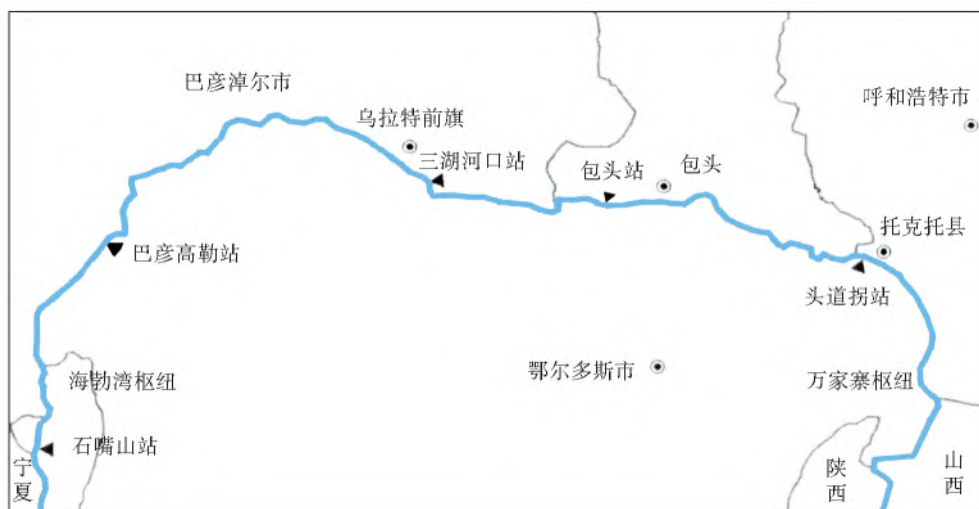 巴彦淖尔市
呼和浩特市
乌拉特前旗
三湖河口站
包头站
包头
巴彦高勒站
托克托县
头道拐站
海勃湾枢纽
鄂尔多斯市
万家寨枢纽
石嘴山站
宁夏
陕西
山西